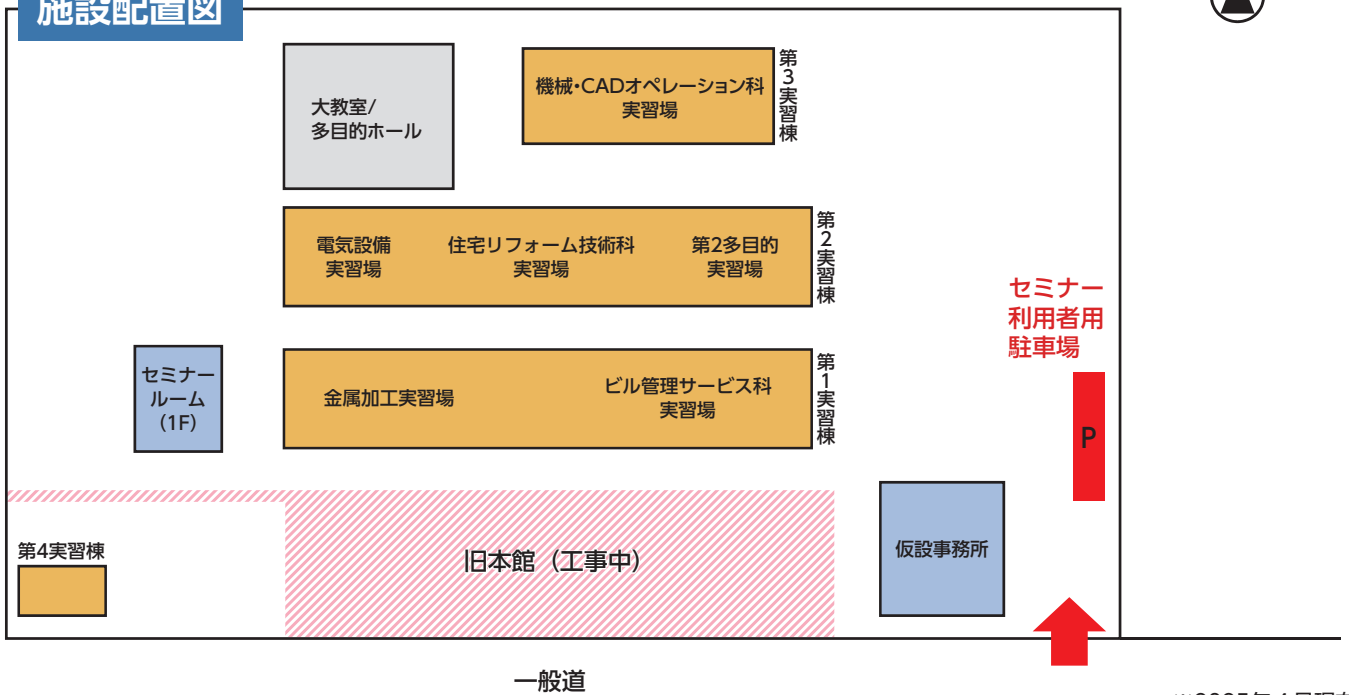 施設配置図
大教室/
多目的ホール
機械・CADオペレーション科
実習場
第3実習棟
電気設備
実習場
住宅リフォーム技術科
実習場
第2多目的
実習場
第2実習棟
セミナー
利用者用
駐車場
P
セミナー
ルーム
（1F）
金属加工実習場
ビル管理サービス科
実習場
第1実習棟
第4実習棟
旧本館（工事中）
仮設事務所
一般道